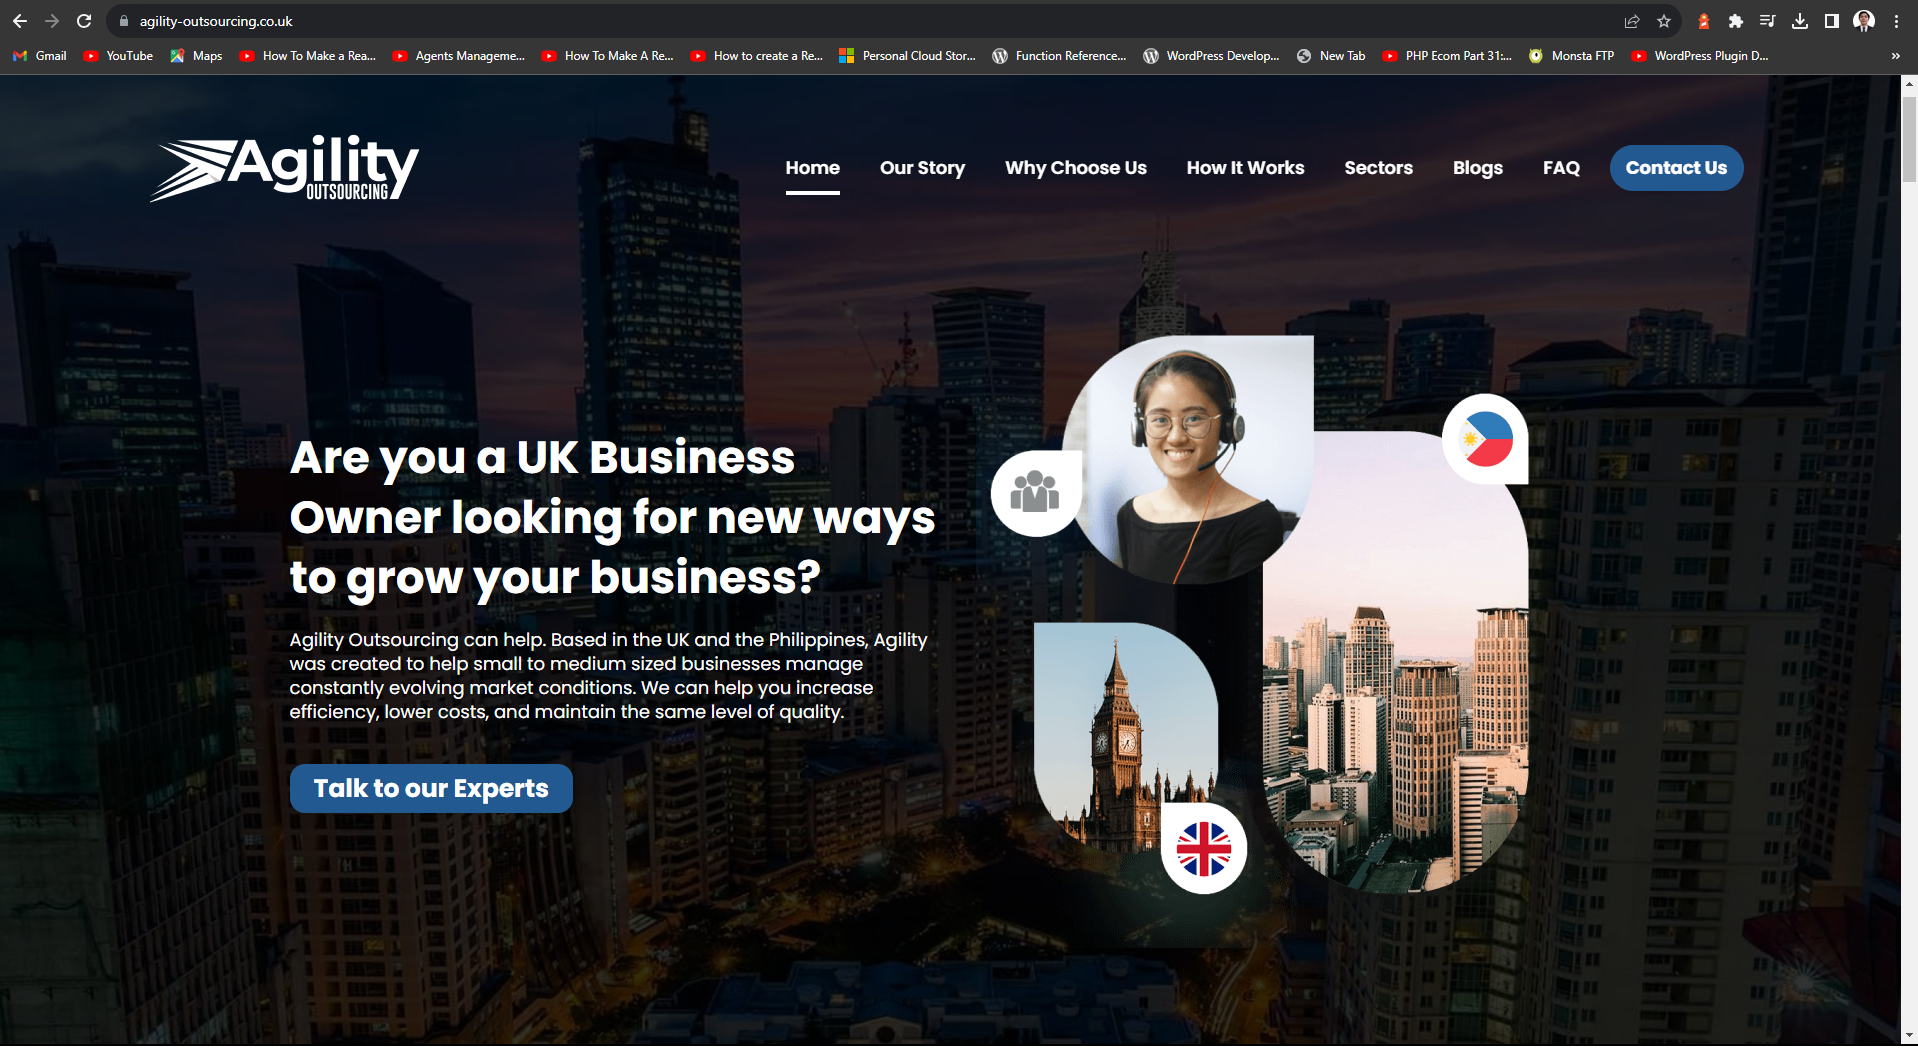 agility-outsourcing.co.uk
Gmail YouTube Maps How To Make a Rea... Agents Manageme... How To Make A Re... How to create a Re... Personal Cloud Stor... Function Reference... WordPress Develop... New Tab PHP Ecom Part 31:... Monsta FTP WordPress Plugin D... »
Agility
OUTSOURCING
Home Our Story Why Choose Us How It Works Sectors Blogs FAQ Contact Us
Are you a UK Business
Owner looking for new ways
to grow your business?
Agility Outsourcing can help. Based in the UK and the Philippines, Agility
was created to help small to medium sized businesses manage
constantly evolving market conditions. We can help you increase
efficiency, lower costs, and maintain the same level of quality.
Talk to our Experts